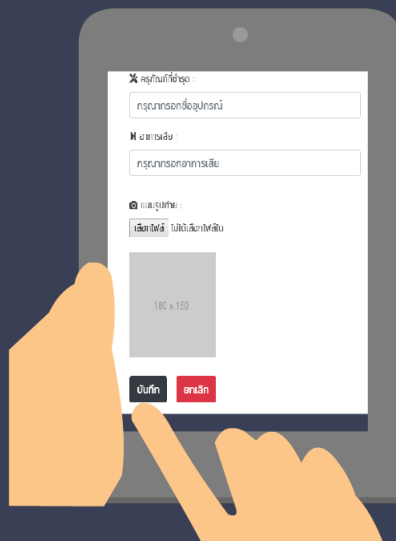 ครุภัณฑ์ที่ชำรุด :
กรุณากรอกชื่ออุปกรณ์
อาการเสีย :
กรุณากรอกอาการเสีย
แนบรูปถ่าย :
เลือกไฟล์ ไม่ได้เลือกไฟล์ใด
180 x 180
บันทึก ยกเลิก